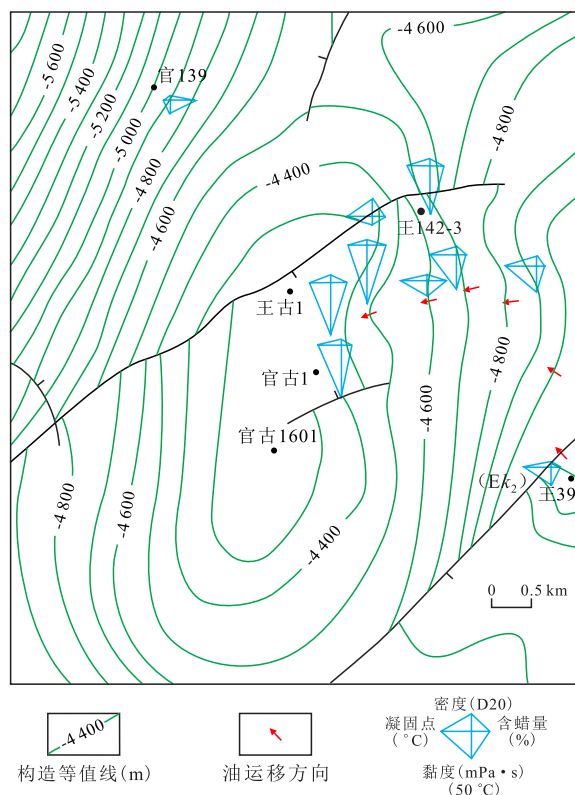 -4 600
-5 600
-5 400
-5 200
-5 000
-4 800
-4 600
官139
-4 400
-4 800
王142-3
王古1
官古1
官古1601
-4 800
-4 600
-4 400
-4 600
-4 800
(Ek₂)
王39
0 0.5 km
-4 400
构造等值线(m)
油运移方向
密度(D20)
凝固点
(°C)
含蜡量
(%)
黏度(mPa·s)
(50 °C)